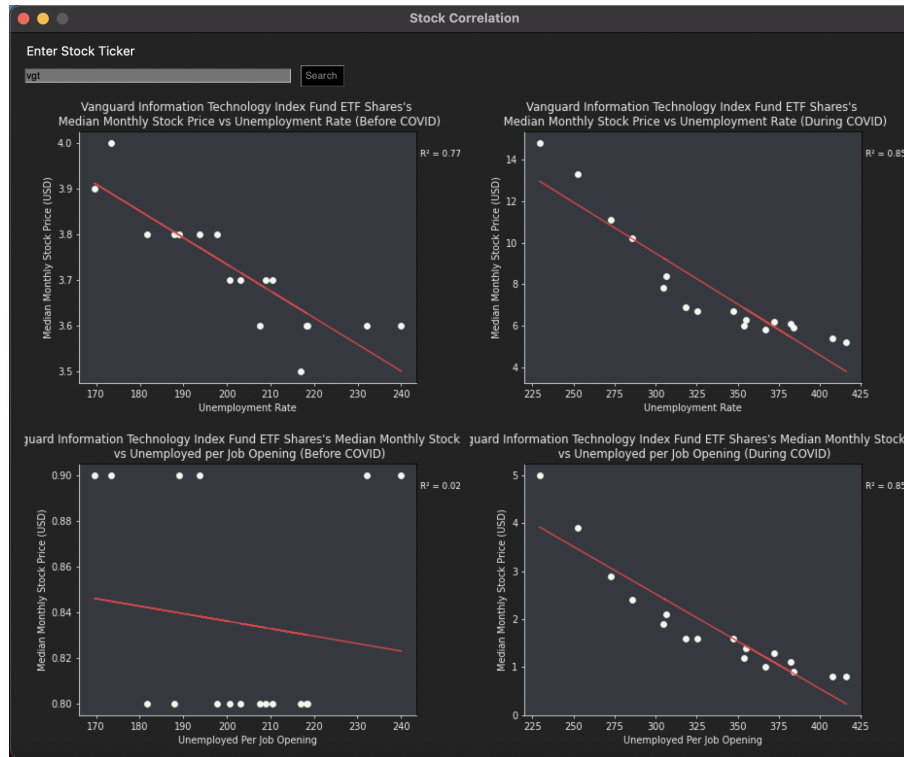 Stock Correlation
Enter Stock Ticker
vgt
Search
Vanguard Information Technology Index Fund ETF Shares's
Median Monthly Stock Price vs Unemployment Rate (Before COVID)
R² = 0.77
Median Monthly Stock Price (USD)
4.0
3.9
3.8
3.7
3.6
3.5
170 180 190 200 210 220 230 240
Unemployment Rate
Vanguard Information Technology Index Fund ETF Shares's
Median Monthly Stock Price vs Unemployment Rate (During COVID)
R² = 0.85
Median Monthly Stock Price (USD)
14
12
10
8
6
4
225 250 275 300 325 350 375 400 425
Unemployment Rate
guard Information Technology Index Fund ETF Shares's Median Monthly Stock
vs Unemployed per Job Opening (Before COVID)
R² = 0.02
Median Monthly Stock Price (USD)
0.90
0.88
0.86
0.84
0.82
0.80
170 180 190 200 210 220 230 240
Unemployed Per Job Opening
guard Information Technology Index Fund ETF Shares's Median Monthly Stock
vs Unemployed per Job Opening (During COVID)
R² = 0.85
Median Monthly Stock Price (USD)
5
4
3
2
1
0
225 250 275 300 325 350 375 400 425
Unemployed Per Job Opening